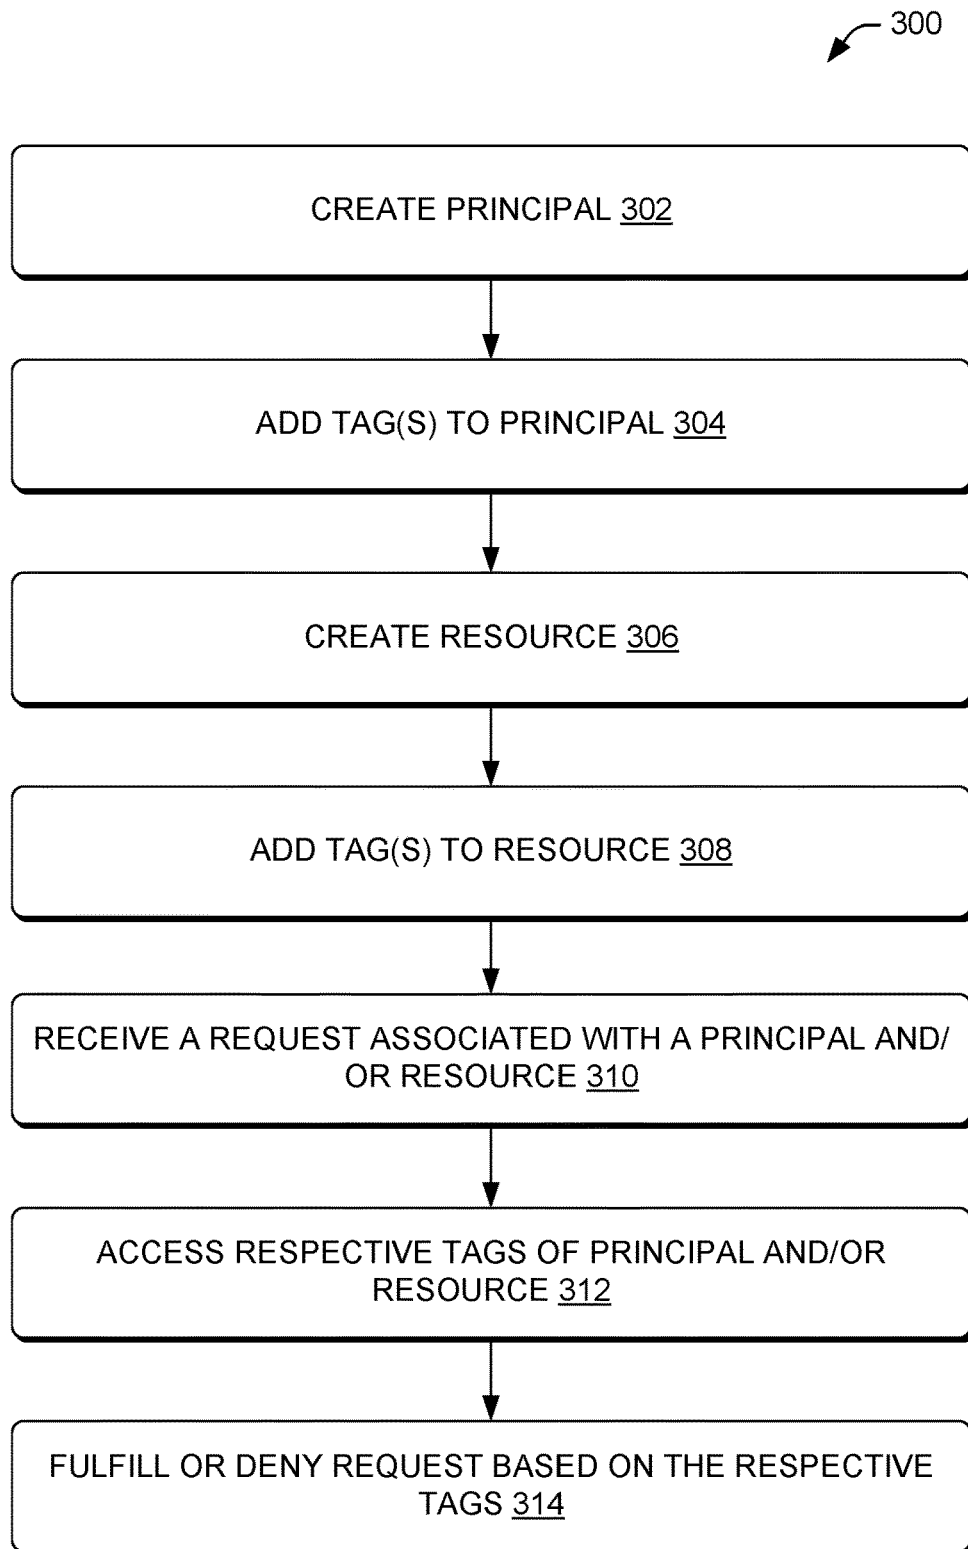 300
CREATE PRINCIPAL 302
ADD TAG(S) TO PRINCIPAL 304
CREATE RESOURCE 306
ADD TAG(S) TO RESOURCE 308
RECEIVE A REQUEST ASSOCIATED WITH A PRINCIPAL AND/
OR RESOURCE 310
ACCESS RESPECTIVE TAGS OF PRINCIPAL AND/OR
RESOURCE 312
FULFILL OR DENY REQUEST BASED ON THE RESPECTIVE
TAGS 314